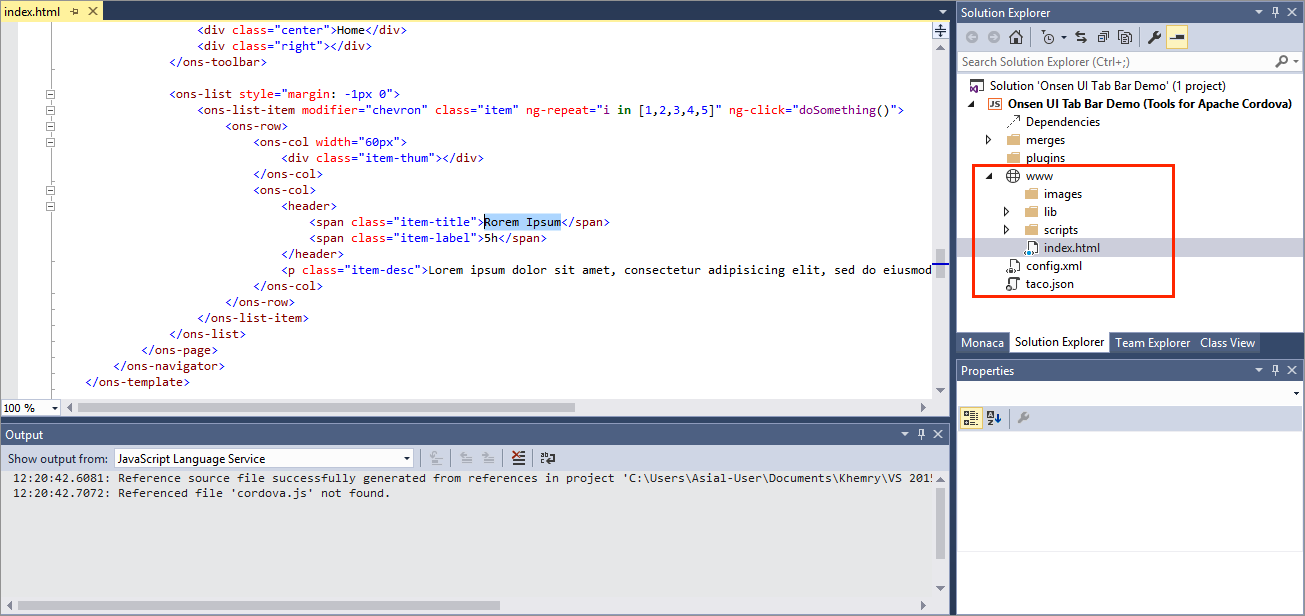 index.html
<div class="center">Home</div>
<div class="right"></div>
</ons-toolbar>
<ons-list style="margin: -1px 0">
<ons-list-item modifier="chevron" class="item" ng-repeat="i in [1,2,3,4,5]" ng-click="doSomething()">
<ons-row>
<ons-col width="60px">
<div class="item-thum"></div>
</ons-col>
<ons-col>
<header>
<span class="item-title">Rorem Ipsum</span>
<span class="item-label">5h</span>
</header>
<p class="item-desc">Lorem ipsum dolor sit amet, consectetur adipisicing elit, sed do eiusmod
</ons-col>
</ons-row>
</ons-list-item>
</ons-list>
</ons-page>
</ons-navigator>
</ons-template>
100 %
Output
Show output from: JavaScript Language Service
12:20:42.6081: Reference source file successfully generated from references in project 'C:\Users\Asial-User\Documents\Khemry\VS 2015
12:20:42.7072: Referenced file 'cordova.js' not found.
Solution Explorer
Search Solution Explorer (Ctrl+;)
Solution 'Onsen UI Tab Bar Demo' (1 project)
JS Onsen UI Tab Bar Demo (Tools for Apache Cordova)
Dependencies
merges
plugins
www
images
lib
scripts
index.html
config.xml
taco.json
Monaca Solution Explorer Team Explorer Class View
Properties